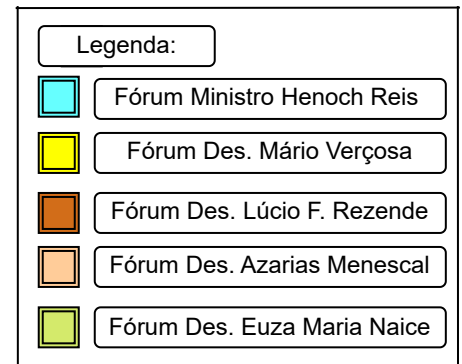 Legenda:
Fórum Ministro Henoch Reis
Fórum Des. Mário Verçosa
Fórum Des. Lúcio F. Rezende
Fórum Des. Azarias Menescal
Fórum Des. Euza Maria Naice